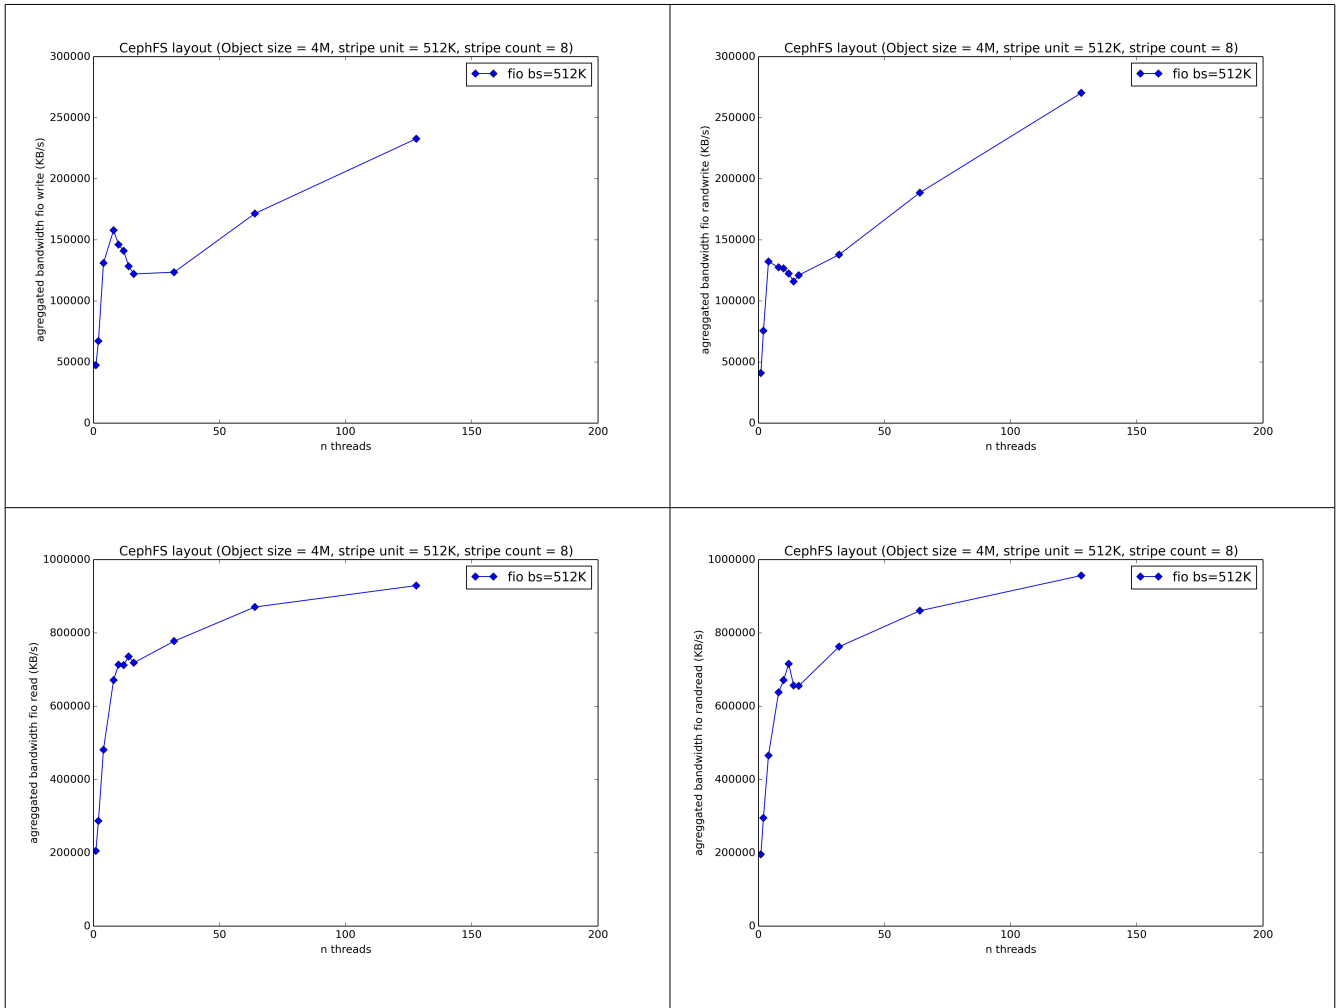 CephFS layout (Object size = 4M, stripe unit = 512K, stripe count = 8)
fio bs=512K
agreggated bandwidth fio write (KB/s)
300000
250000
200000
150000
100000
50000
0
0 50 100 150 200
n threads
CephFS layout (Object size = 4M, stripe unit = 512K, stripe count = 8)
fio bs=512K
agreggated bandwidth fio randwrite (KB/s)
300000
250000
200000
150000
100000
50000
0
0 50 100 150 200
n threads
CephFS layout (Object size = 4M, stripe unit = 512K, stripe count = 8)
fio bs=512K
agreggated bandwidth fio read (KB/s)
1000000
800000
600000
400000
200000
0
0 50 100 150 200
n threads
CephFS layout (Object size = 4M, stripe unit = 512K, stripe count = 8)
fio bs=512K
agreggated bandwidth fio randread (KB/s)
1000000
800000
600000
400000
200000
0
0 50 100 150 200
n threads